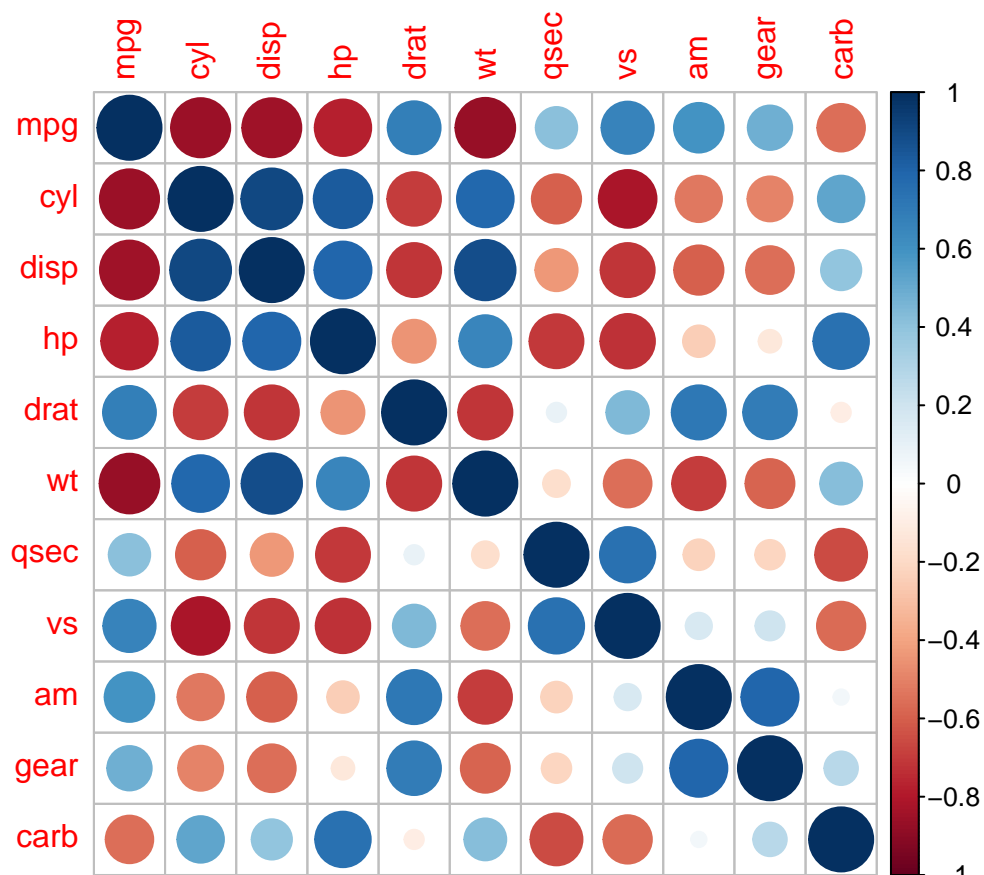 mpg
cyl
disp
hp
drat
wt
qsec
vs
am
gear
carb
mpg
cyl
disp
hp
drat
wt
qsec
vs
am
gear
carb
1
0.8
0.6
0.4
0.2
0
−0.2
−0.4
−0.6
−0.8
−1